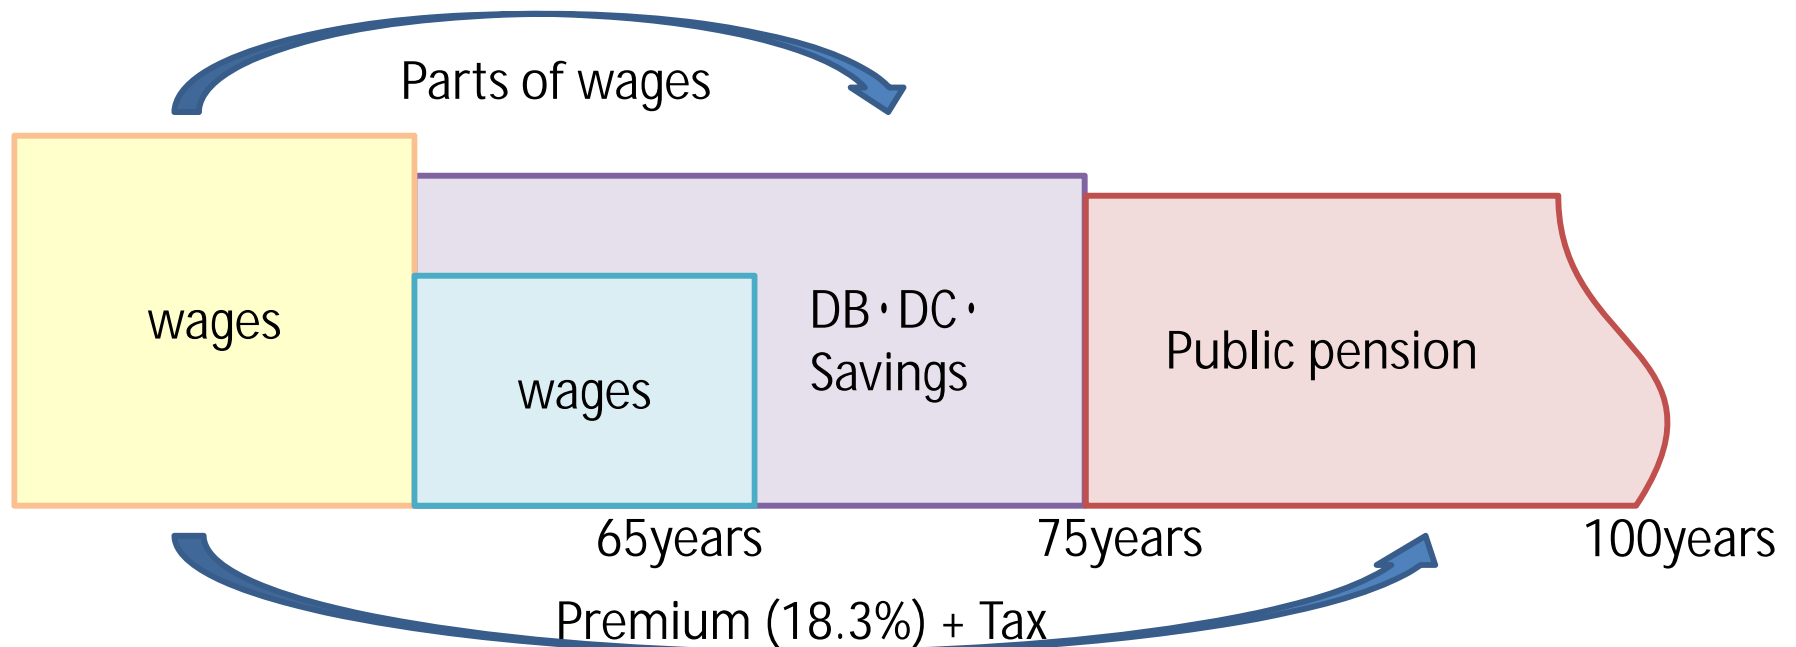 Parts of wages
wages
wages
DB・DC・
Savings
Public pension
65years
75years
100years
Premium (18.3%) + Tax